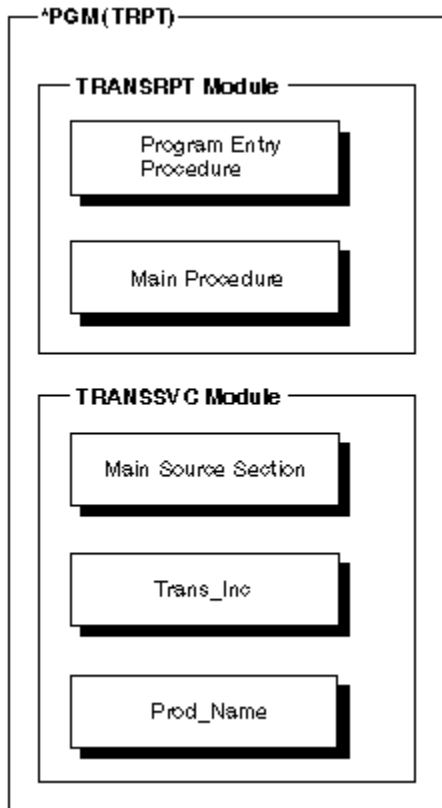 *PGM(TRPT)
TRANSRPT Module
Program Entry
Procedure
Main Procedure
TRANSSVC Module
Main Source Section
Trans_Inc
Prod_Name